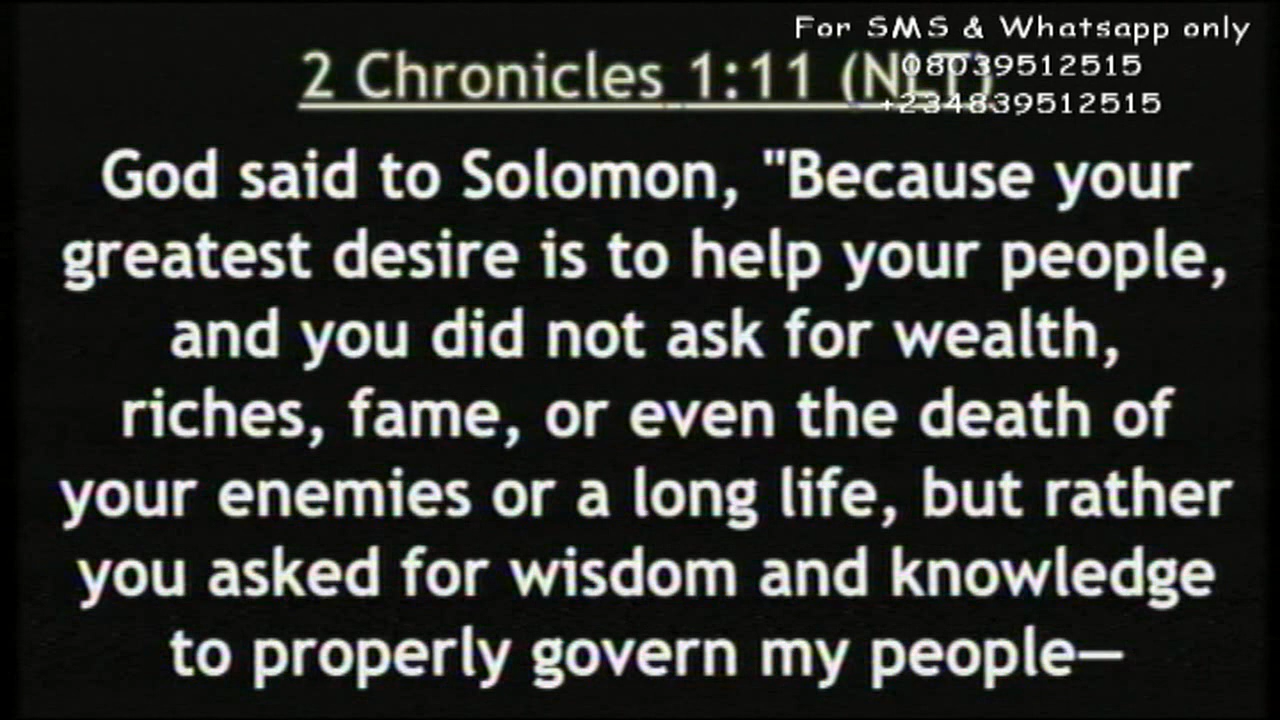 For SMS & Whatsapp only
08039512515
+234839512515
2 Chronicles 1:11 (NLT)
God said to Solomon, "Because your
greatest desire is to help your people,
and you did not ask for wealth,
riches, fame, or even the death of
your enemies or a long life, but rather
you asked for wisdom and knowledge
to properly govern my people—